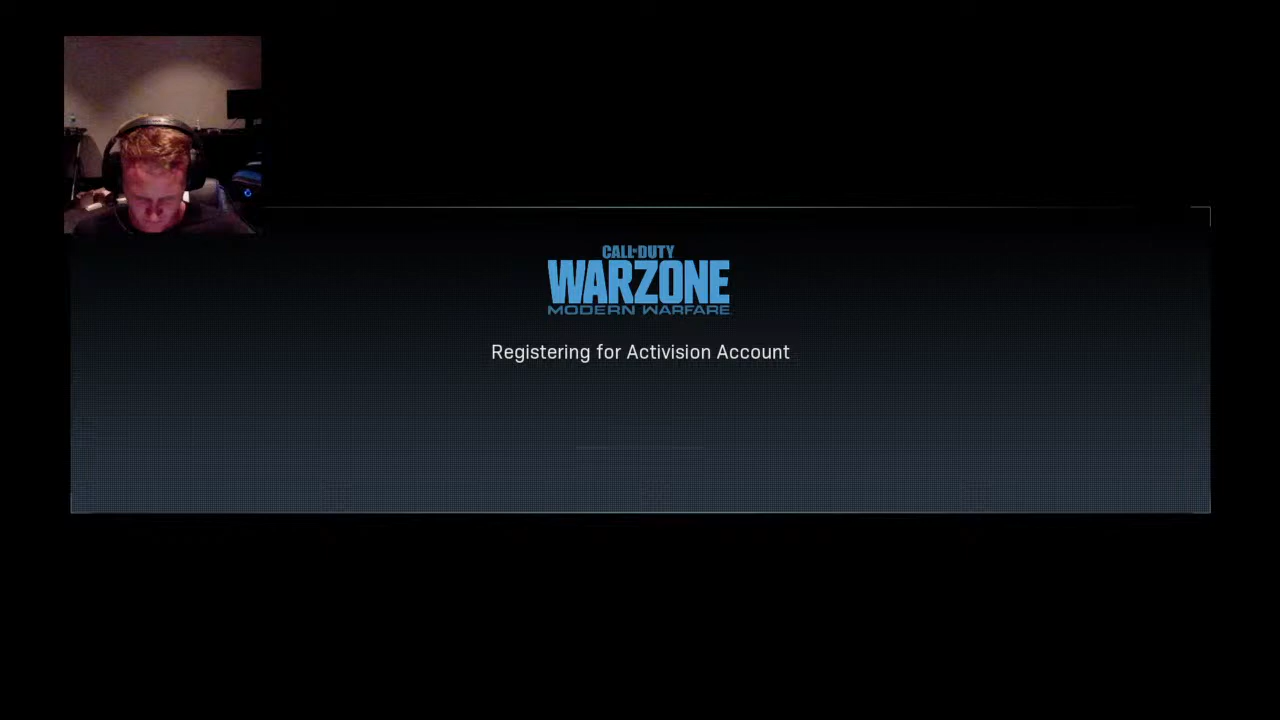 CALL OF DUTY
WARZONE
MODERN WARFARE
Registering for Activision Account